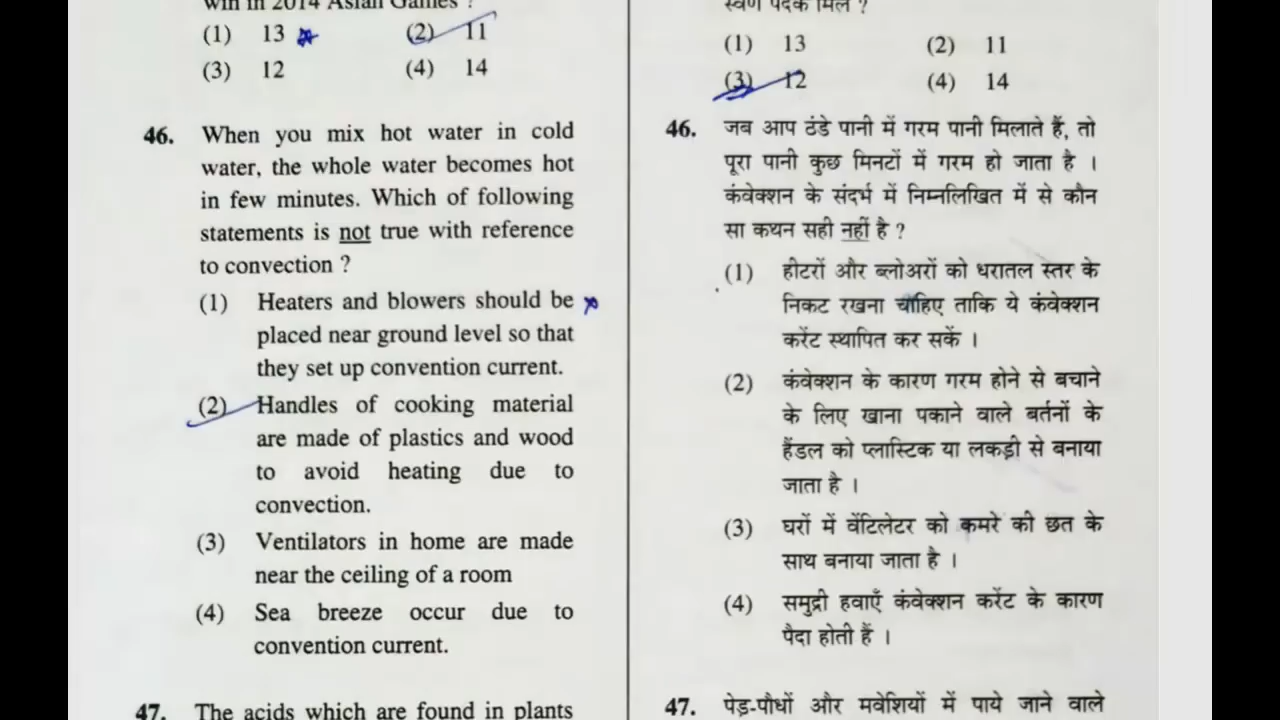 win in 2014 Asian Games ?
(1) 13 (2) 11
(3) 12 (4) 14
46. When you mix hot water in cold
water, the whole water becomes hot
in few minutes. Which of following
statements is not true with reference
to convection ?
(1) Heaters and blowers should be
placed near ground level so that
they set up convention current.
(2) Handles of cooking material
are made of plastics and wood
to avoid heating due to
convection.
(3) Ventilators in home are made
near the ceiling of a room
(4) Sea breeze occur due to
convention current.
47. The acids which are found in plants
स्वर्ण पदक मिले ?
(1) 13 (2) 11
(3) 12 (4) 14
46. जब आप ठंडे पानी में गरम पानी मिलाते हैं, तो
पूरा पानी कुछ मिनटों में गरम हो जाता है ।
कंवेक्शन के संदर्भ में निम्नलिखित में से कौन
सा कथन सही नहीं है ?
(1) हीटरों और ब्लोअरों को धरातल स्तर के
निकट रखना चाहिए ताकि ये कंवेक्शन
करेंट स्थापित कर सकें ।
(2) कंवेक्शन के कारण गरम होने से बचाने
के लिए खाना पकाने वाले बर्तनों के
हैंडल को प्लास्टिक या लकड़ी से बनाया
जाता है ।
(3) घरों में वेंटिलेटर को कमरे की छत के
साथ बनाया जाता है ।
(4) समुद्री हवाएँ कंवेक्शन करेंट के कारण
पैदा होती हैं ।
47. पेड़-पौधों और मवेशियों में पाये जाने वाले